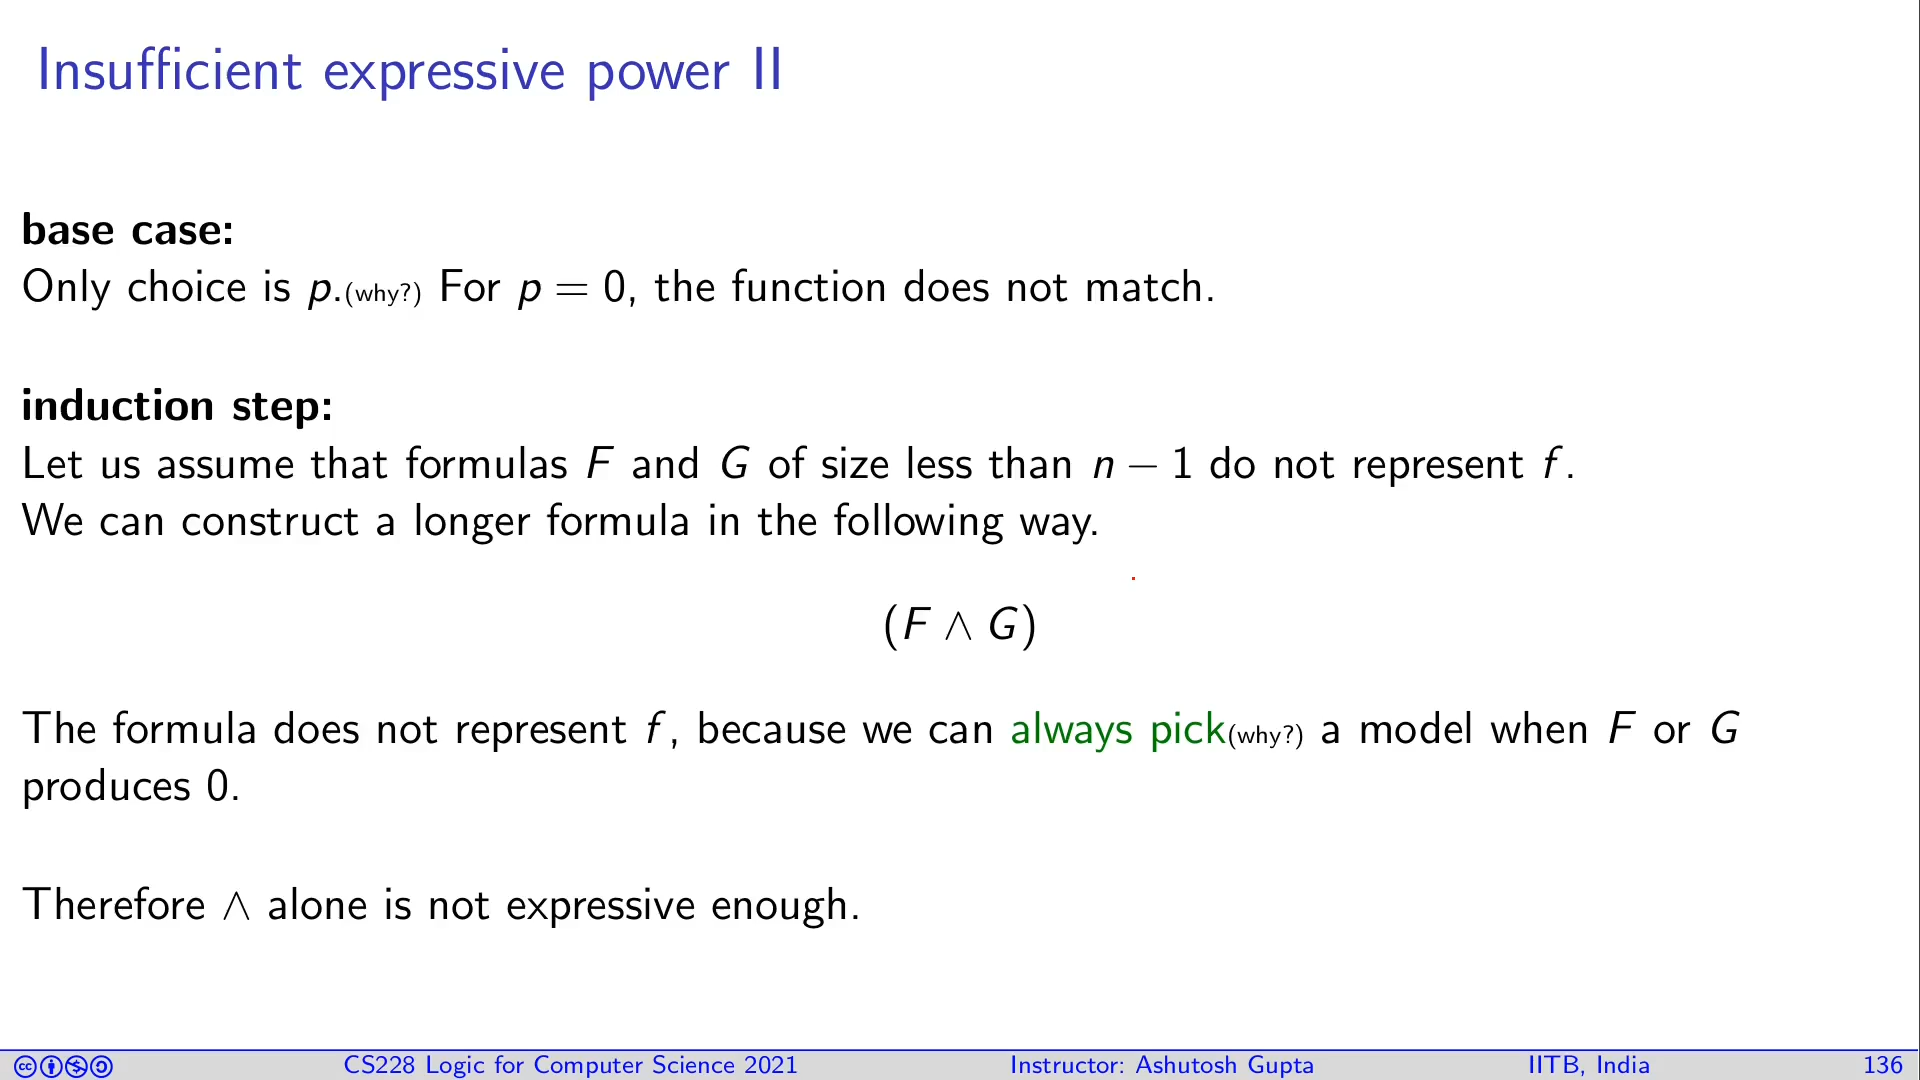 Insufficient expressive power II
base case:
Only choice is p.(why?) For p = 0, the function does not match.
induction step:
Let us assume that formulas F and G of size less than n − 1 do not represent f.
We can construct a longer formula in the following way.
(F ∧ G)
The formula does not represent f, because we can always pick(why?) a model when F or G
produces 0.
Therefore ∧ alone is not expressive enough.
CS228 Logic for Computer Science 2021 Instructor: Ashutosh Gupta IITB, India 136